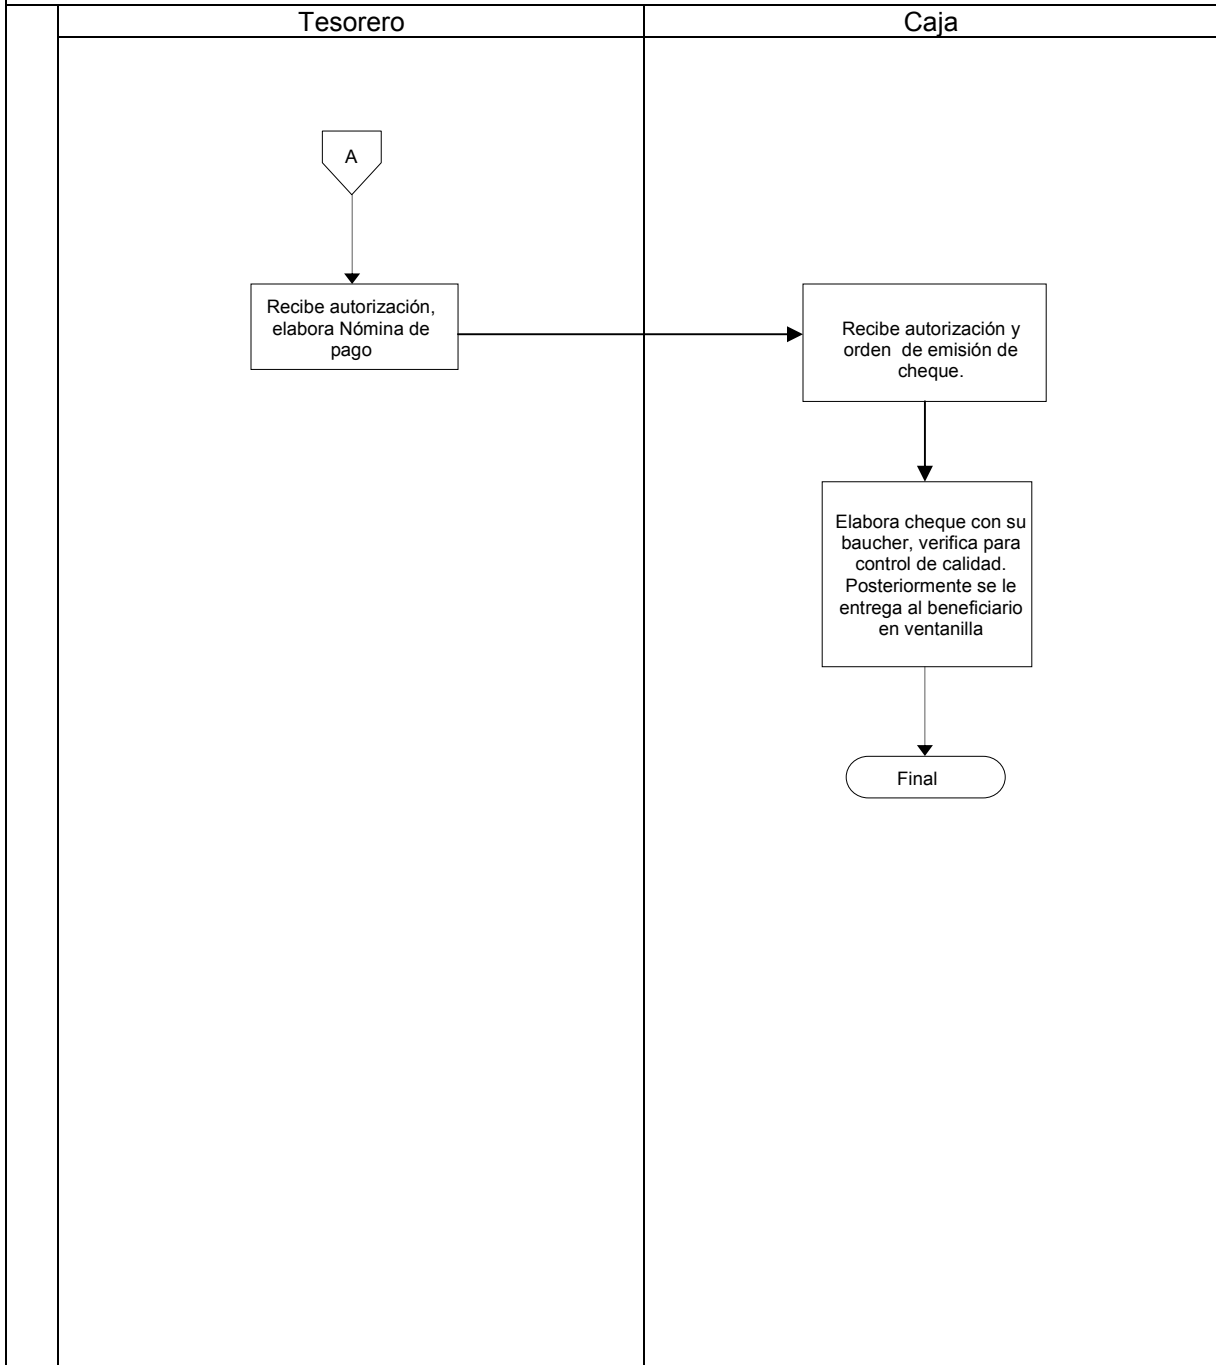 Tesorero
Caja
A
Recibe autorización,
elabora Nómina de
pago
Recibe autorización y
orden  de emisión de
cheque.
Elabora cheque con su
baucher, verifica para
control de calidad.
Posteriormente se le
entrega al beneficiario
en ventanilla
Final